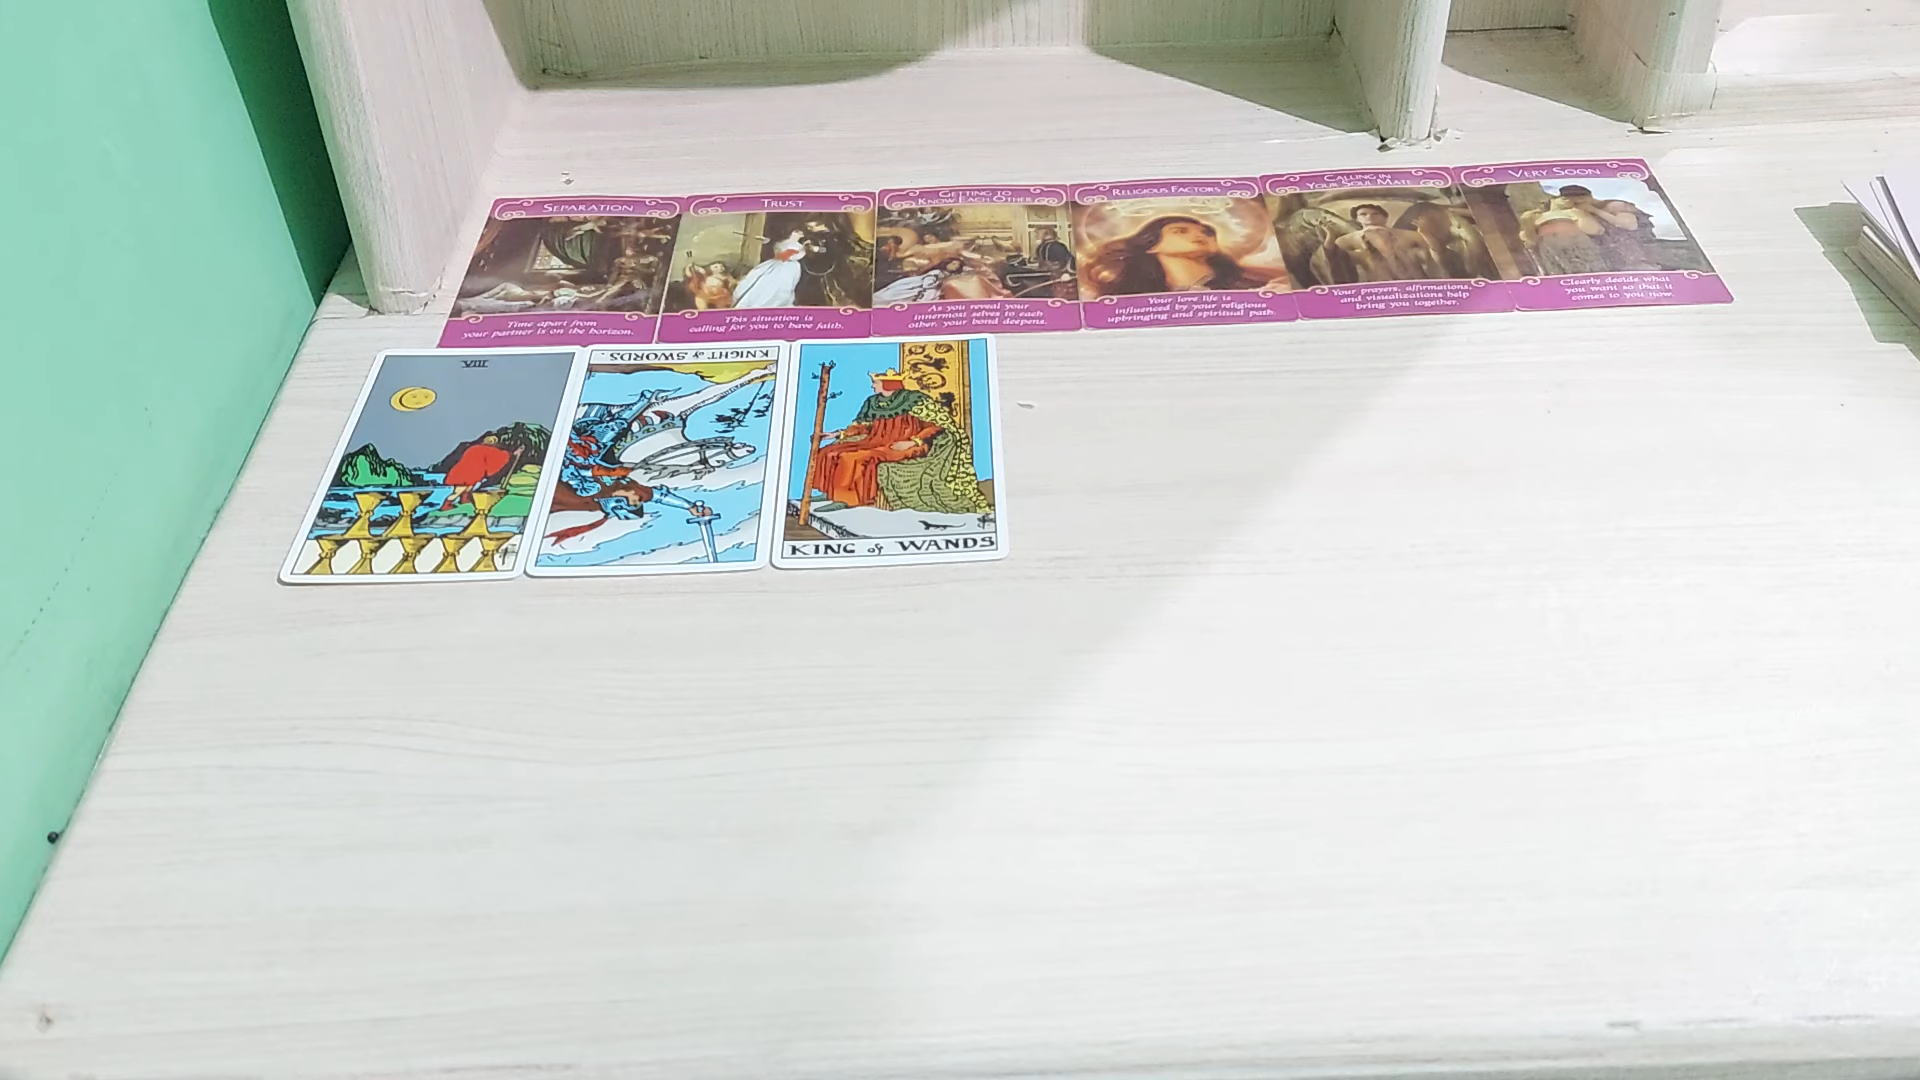 SEPARATION
Time apart from
your partner is on the horizon.
TRUST
This situation is
calling for you to have faith.
GETTING TO
KNOW EACH OTHER
As you reveal your
innermost selves to each
other, your bond deepens.
RELIGIOUS FACTORS
Your love life is
influenced by your religious
upbringing and spiritual path.
CALLING IN
YOUR SOUL MATE
Your prayers, affirmations,
and visualizations help
bring you together.
VERY SOON
Clearly decide what
you want so that it
comes to you now.
VIII
KNIGHT of SWORDS.
KING of WANDS